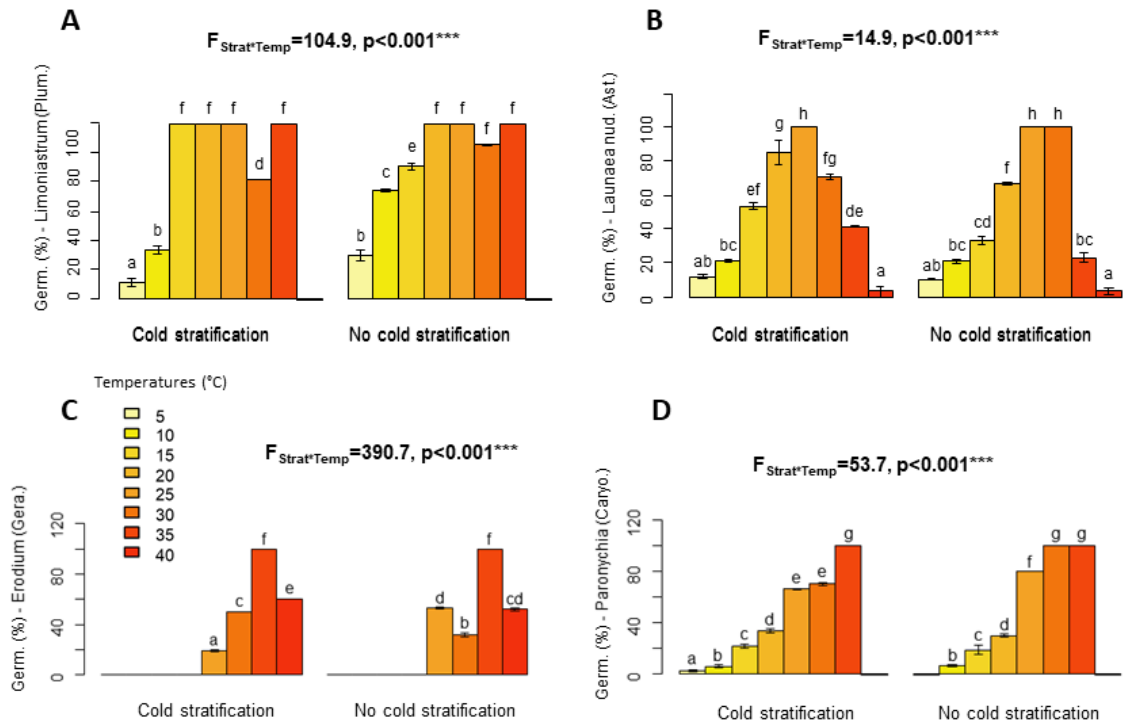 A
F Strat*Temp=104.9, p<0.001***
Germ. (%) - Limoniastrum (Plum.)
0 20 40 60 80 100
a b f f f d f
b c e f f f f
Cold stratification
No cold stratification
B
F Strat*Temp=14.9, p<0.001***
Germ. (%) - Launaea nud. (Ast.)
0 20 40 60 80 100
ab bc ef g h fg de a
ab bc cd f h h bc a
Cold stratification
No cold stratification
Temperatures (°C)
5
10
15
20
25
30
35
40
C
F Strat*Temp=390.7, p<0.001***
Germ. (%) - Erodium (Gera.)
0 40 80 120
a c f e
d b f cd
Cold stratification
No cold stratification
D
F Strat*Temp=53.7, p<0.001***
Germ. (%) - Paronychia (Caryo.)
0 40 80 120
a b c d e e g
b c d f g g
Cold stratification
No cold stratification